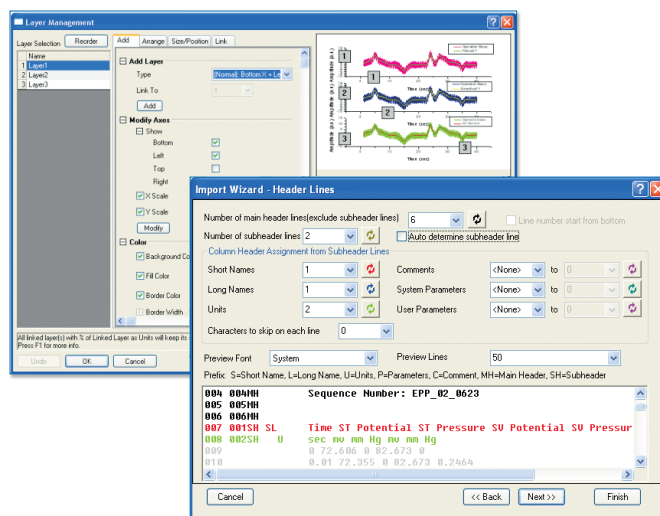 Layer Management
Layer Selection Reorder
Name
1 Layer1
2 Layer2
3 Layer3
Add Arrange Size/Position Link
Add Layer
Type (Normal): Bottom X + Le
Link To 1
Add
Modify Axes
Show
Bottom
Left
Top
Right
X Scale
Y Scale
Modify
Color
Background Co
Fill Color
Border Color
Border Width
1
1
Time (sec)
2
2
Time (sec)
3
3
Time (sec)
All linked layer(s) with % of Linked Layer as Units will keep its
Press F1 for more info.
Undo OK Cancel
Import Wizard - Header Lines
Number of main header lines(exclude subheader lines) 6 Line number start from bottom
Number of subheader lines 2 Auto determine subheader line
Column Header Assignment from Subheader Lines
Short Names 1 Comments <None> to 0
Long Names 1 System Parameters <None> to 0
Units 2 User Parameters <None> to 0
Characters to skip on each line 0
Preview Font System Preview Lines 50
Prefix: S=Short Name, L=Long Name, U=Units, P=Parameters, C=Comment, MH=Main Header, SH=Subheader
004 004MH Sequence Number: EPP_02_0623
005 005MH
006 006MH
007 001SH SL Time ST Potential ST Pressure SV Potential SV Pressur
008 002SH U sec mv mm Hg mv mm Hg
009 0 72.606 0 82.673 0
010 0.01 72.355 0 82.673 0.2464
Cancel << Back Next >> Finish